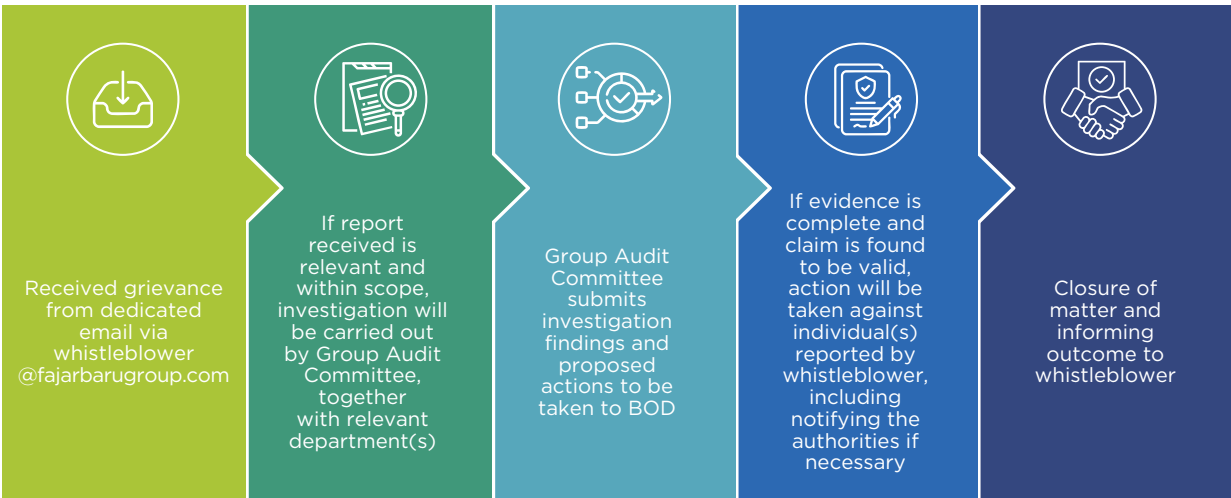 Received grievance
from dedicated
email via
whistleblower
@fajarbarugroup.com
If report
received is
relevant and
within scope,
investigation will
be carried out
by Group Audit
Committee,
together
with relevant
department(s)
Group Audit
Committee
submits
investigation
findings and
proposed
actions to be
taken to BOD
If evidence is
complete and
claim is found
to be valid,
action will be
taken against
individual(s)
reported by
whistleblower,
including
notifying the
authorities if
necessary
Closure of
matter and
informing
outcome to
whistleblower